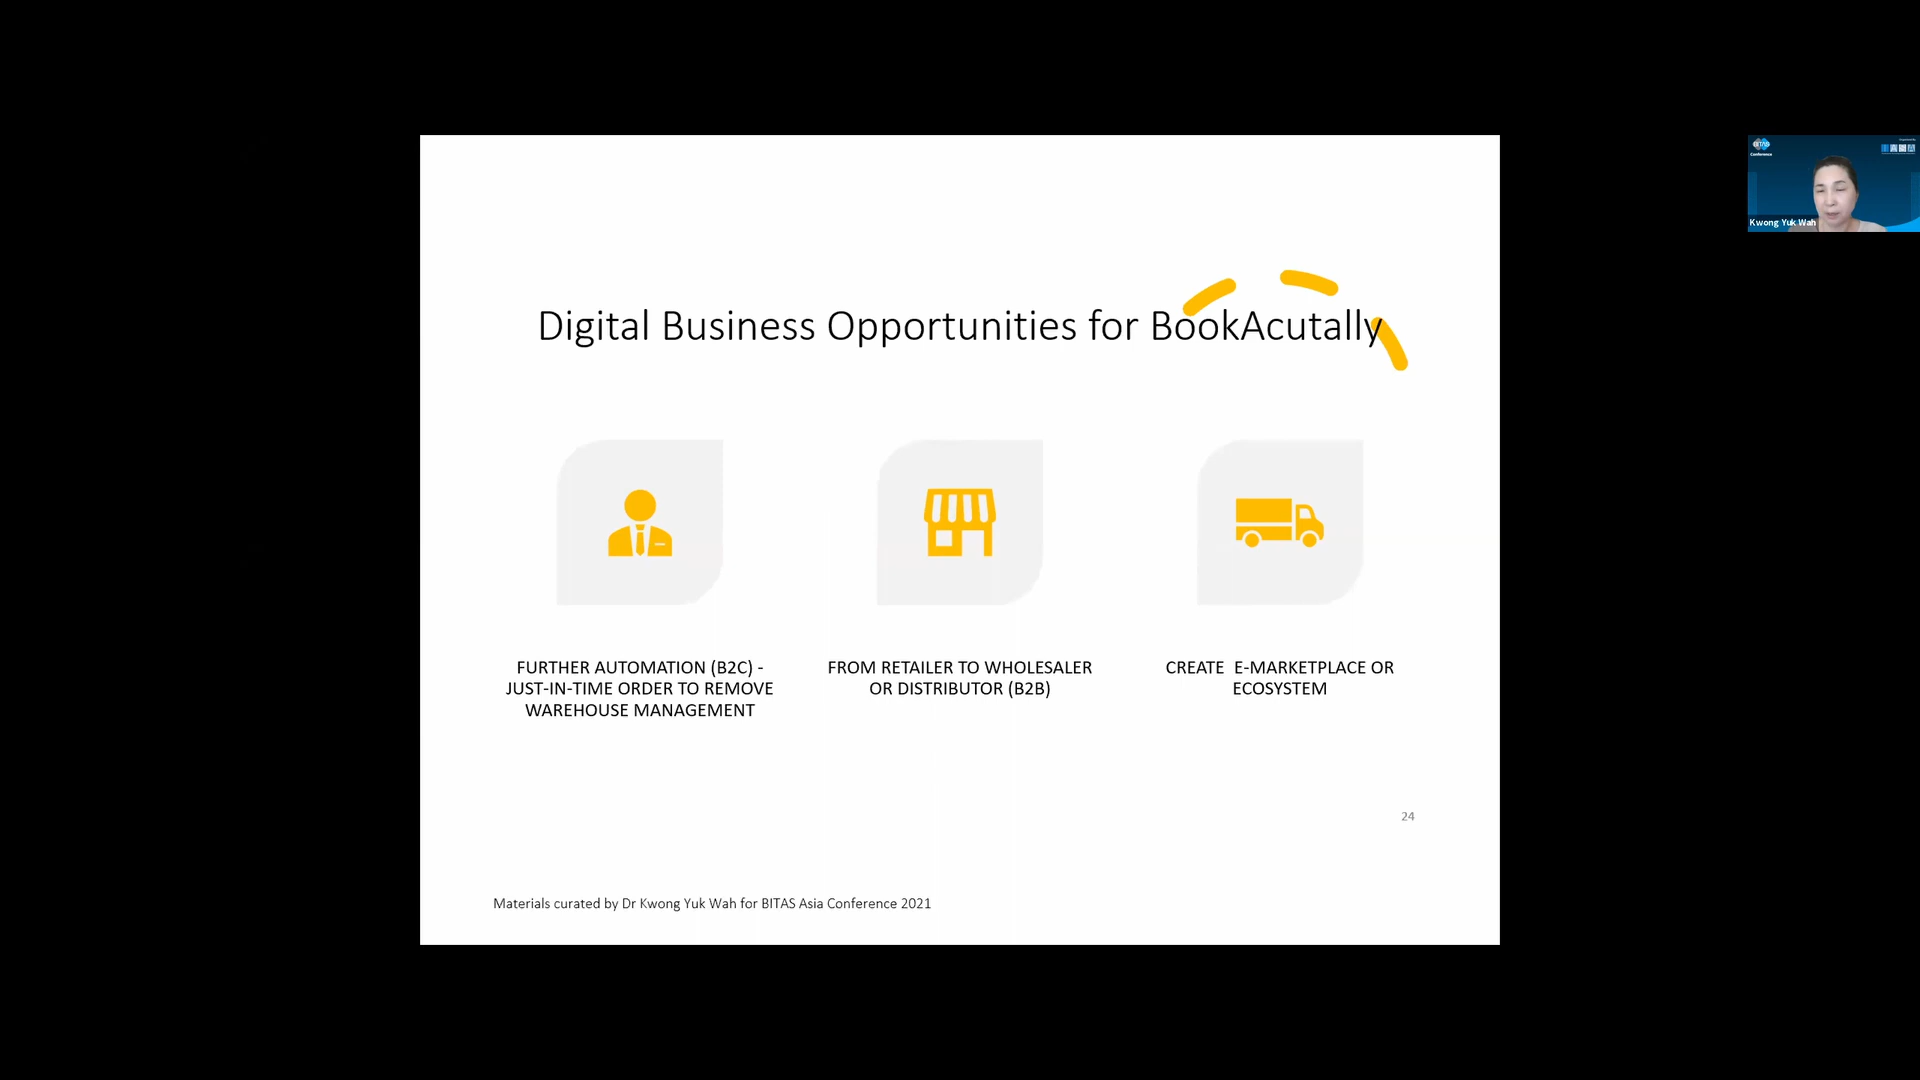 Digital Business Opportunities for BookAcutally
FURTHER AUTOMATION (B2C) -
JUST-IN-TIME ORDER TO REMOVE
WAREHOUSE MANAGEMENT
FROM RETAILER TO WHOLESALER
OR DISTRIBUTOR (B2B)
CREATE  E-MARKETPLACE OR
ECOSYSTEM
24
Materials curated by Dr Kwong Yuk Wah for BITAS Asia Conference 2021
BITAS
Conference
Kwong Yuk Wah